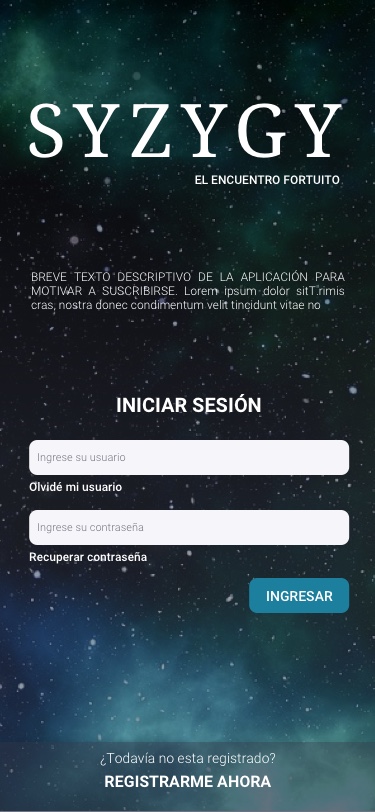 SYZYGY
EL ENCUENTRO FORTUITO
BREVE TEXTO DESCRIPTIVO DE LA APLICACIÓN PARA
MOTIVAR A SUSCRIBIRSE. Lorem ipsum dolor sitT.rimis
cras, nostra donec condimentum velit tincidunt vitae no
INICIAR SESIÓN
Ingrese su usuario
Olvidé mi usuario
Ingrese su contraseña
Recuperar contraseña
INGRESAR
¿Todavía no esta registrado?
REGISTRARME AHORA